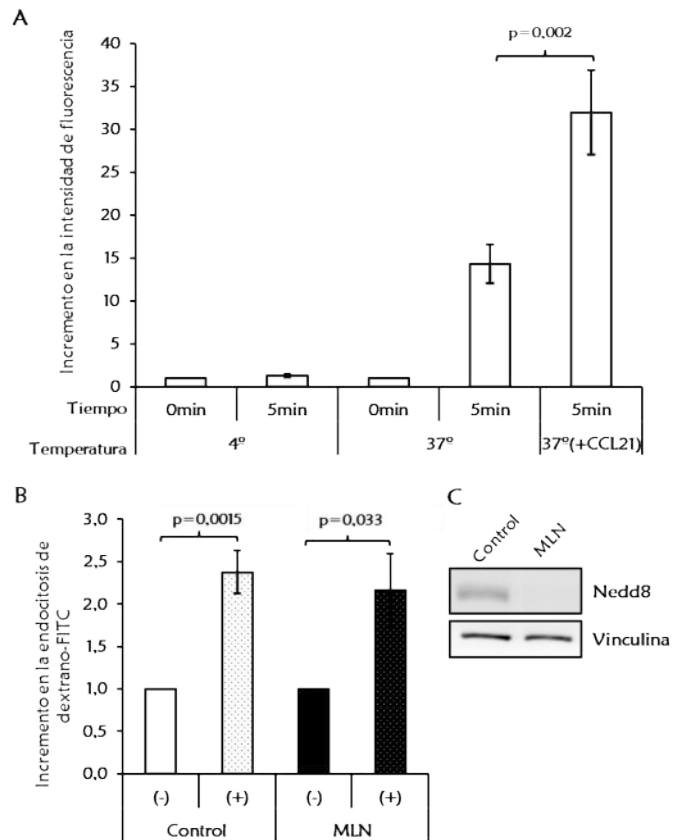 A
p=0,002
Incremento en la intensidad de fluorescencia
40
35
30
25
20
15
10
5
0
Tiempo 0min 5min 0min 5min 5min
Temperatura 4º 37º 37º(+CCL21)
B
p=0,0015 p=0,033
Incremento en la endocitosis de
dextrano-FITC
3,0
2,5
2,0
1,0
0,5
0,0
(-) (+) (-) (+)
Control MLN
C
Control MLN
Nedd8
Vinculina